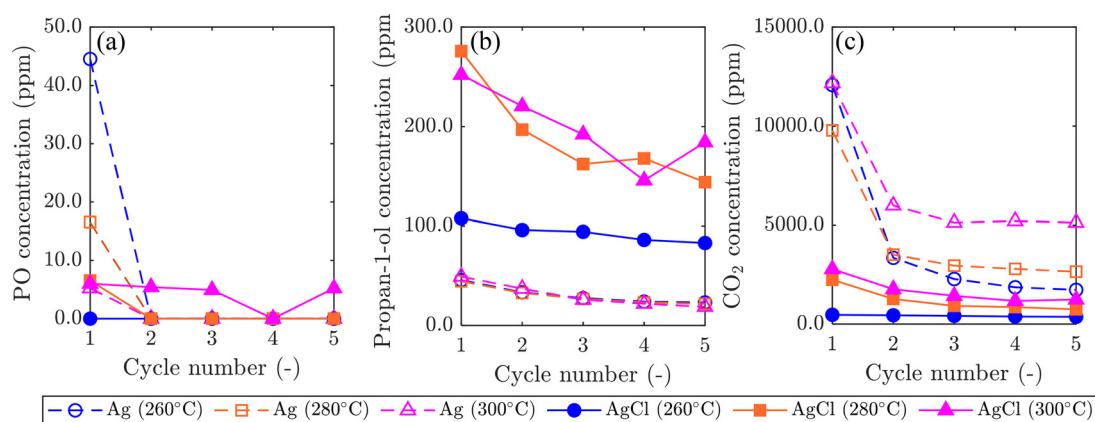 50.0
40.0
30.0
20.0
10.0
0.0
(a)
PO concentration (ppm)
1 2 3 4 5
Cycle number (-)
300.0
200.0
100.0
0.0
(b)
Propan-1-ol concentration (ppm
1 2 3 4 5
Cycle number (-)
15000.0
10000.0
5000.0
0.0
(c)
CO₂ concentration (ppm)
1 2 3 4 5
Cycle number (-)
Ag (260°C) Ag (280°C) Ag (300°C) AgCl (260°C) AgCl (280°C) AgCl (300°C)